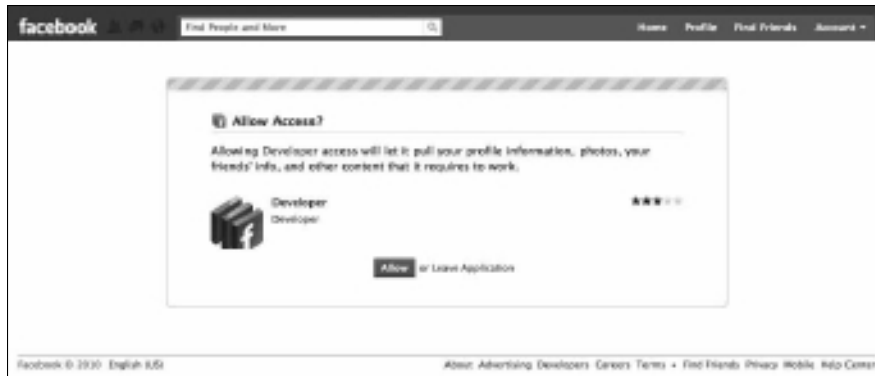 facebook
Find People and More
Home Profile Find Friends Account
Allow Access?
Allowing Developer access will let it pull your profile information, photos, your
friends' info, and other content that it requires to work.
Developer
Developer
Allow or Leave Application
Facebook © 2010 English (US)
About Advertising Developers Careers Terms • Find Friends Privacy Mobile Help Center